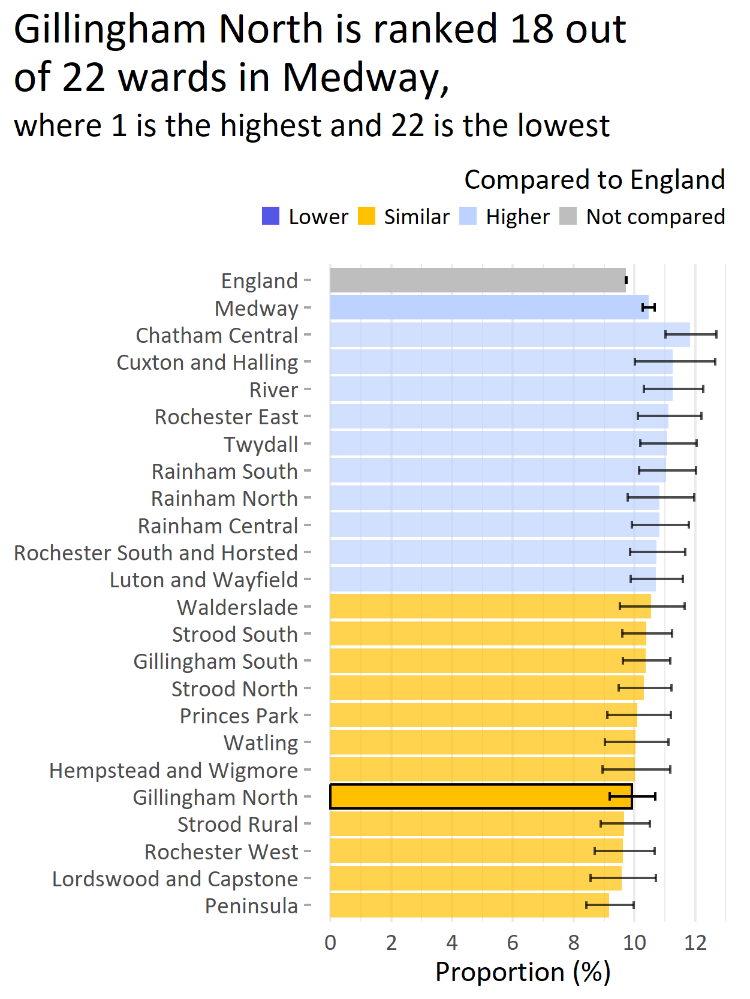 Gillingham North is ranked 18 out
of 22 wards in Medway,
where 1 is the highest and 22 is the lowest
Compared to England
Lower Similar Higher Not compared
England
Medway
Chatham Central
Cuxton and Halling
River
Rochester East
Twydall
Rainham South
Rainham North
Rainham Central
Rochester South and Horsted
Luton and Wayfield
Walderslade
Strood South
Gillingham South
Strood North
Princes Park
Watling
Hempstead and Wigmore
Gillingham North
Strood Rural
Rochester West
Lordswood and Capstone
Peninsula
0 2 4 6 8 10 12
Proportion (%)